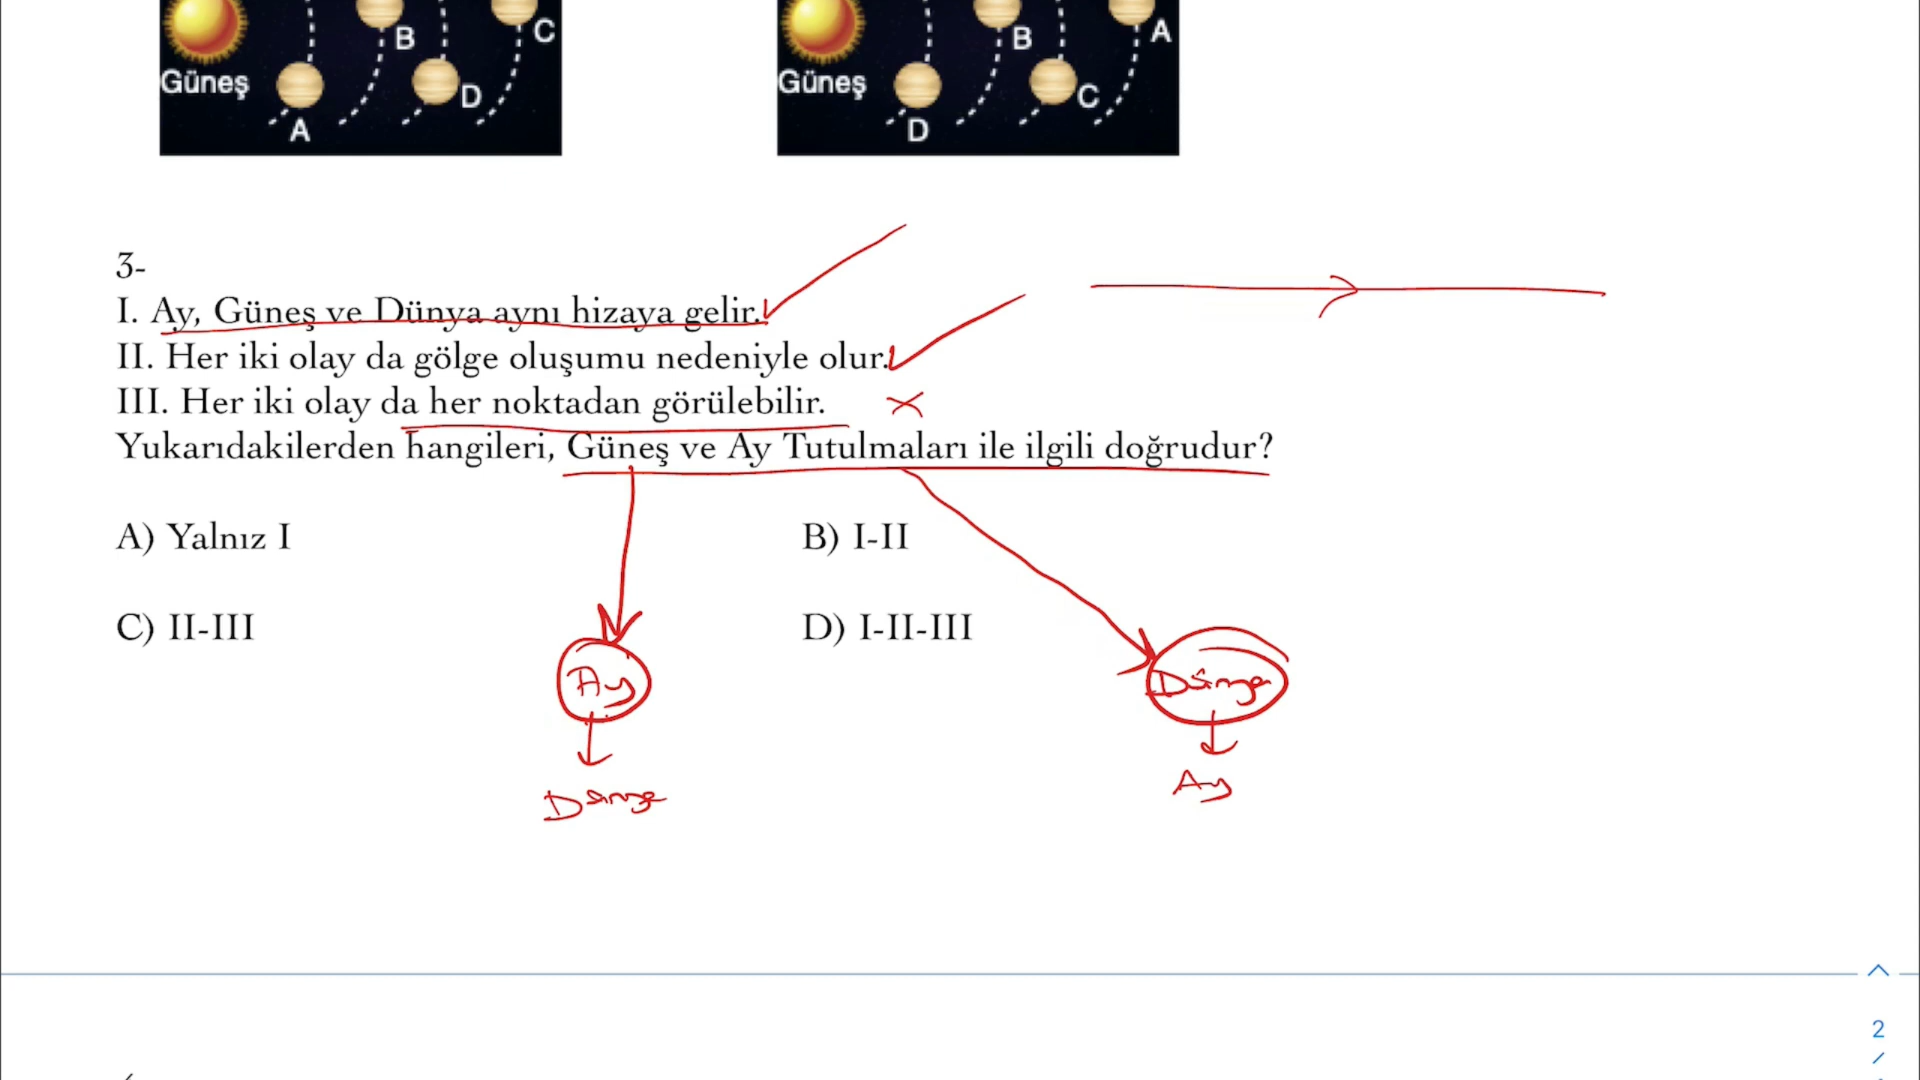 B
C
Güneş
D
A
B
A
Güneş
C
D
3-
I. Ay, Güneş ve Dünya aynı hizaya gelir.
II. Her iki olay da gölge oluşumu nedeniyle olur.
III. Her iki olay da her noktadan görülebilir.
Yukarıdakilerden hangileri, Güneş ve Ay Tutulmaları ile ilgili doğrudur?
A) Yalnız I
B) I-II
C) II-III
D) I-II-III
Ay
Dünya
Dünya
Ay
2
/